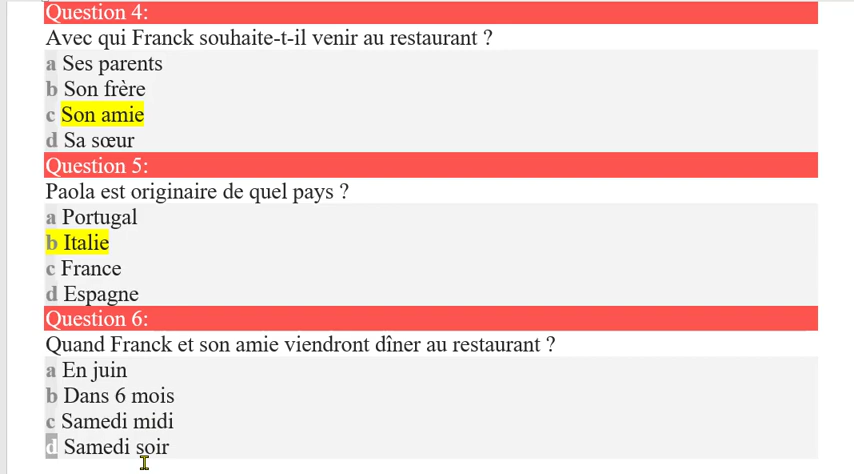 Question 4:
Avec qui Franck souhaite-t-il venir au restaurant ?
a Ses parents
b Son frère
c Son amie
d Sa sœur
Question 5:
Paola est originaire de quel pays ?
a Portugal
b Italie
c France
d Espagne
Question 6:
Quand Franck et son amie viendront dîner au restaurant ?
a En juin
b Dans 6 mois
c Samedi midi
d Samedi soir